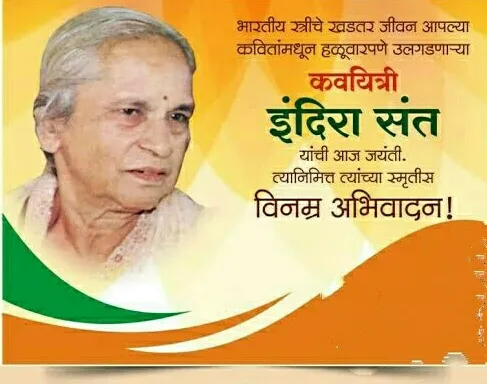 भारतीय स्त्रीचे खडतर जीवन आपल्या
कवितांमधून हळूवारपणे उलगडणाऱ्या
कवयित्री
इंदिरा संत
यांची आज जयंती.
त्यानिमित्त त्यांच्या स्मृतीस
विनम्र अभिवादन!